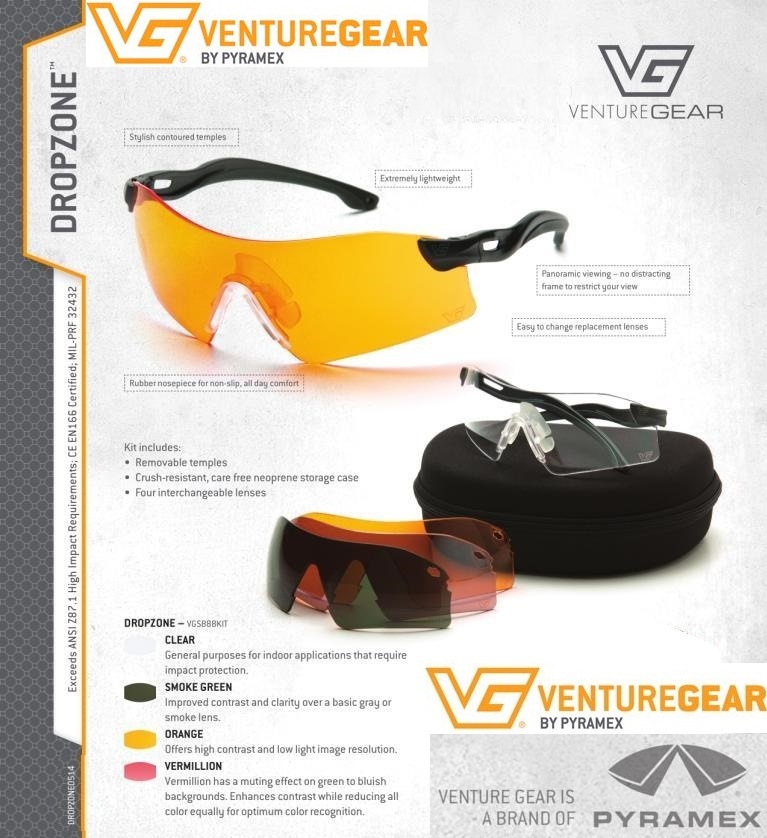 VG
® VENTUREGEAR
BY PYRAMEX
VG
VENTUREGEAR
DROPZONE™
Stylish contoured temples
Extremely lightweight
Panoramic viewing – no distracting
frame to restrict your view
Easy to change replacement lenses
Rubber nosepiece for non-slip, all day comfort
Exceeds ANSI Z87.1 High Impact Requirements; CE EN166 Certified; MIL-PRF 32432
Kit includes:
• Removable temples
• Crush-resistant, care free neoprene storage case
• Four interchangeable lenses
DROPZONE – VGSB88KIT
CLEAR
General purposes for indoor applications that require
impact protection.
SMOKE GREEN
Improved contrast and clarity over a basic gray or
smoke lens.
ORANGE
Offers high contrast and low light image resolution.
VERMILLION
Vermillion has a muting effect on green to bluish
backgrounds. Enhances contrast while reducing all
color equally for optimum color recognition.
DROPZONE0514
VG
® VENTUREGEAR
BY PYRAMEX
VENTURE GEAR IS
A BRAND OF PYRAMEX